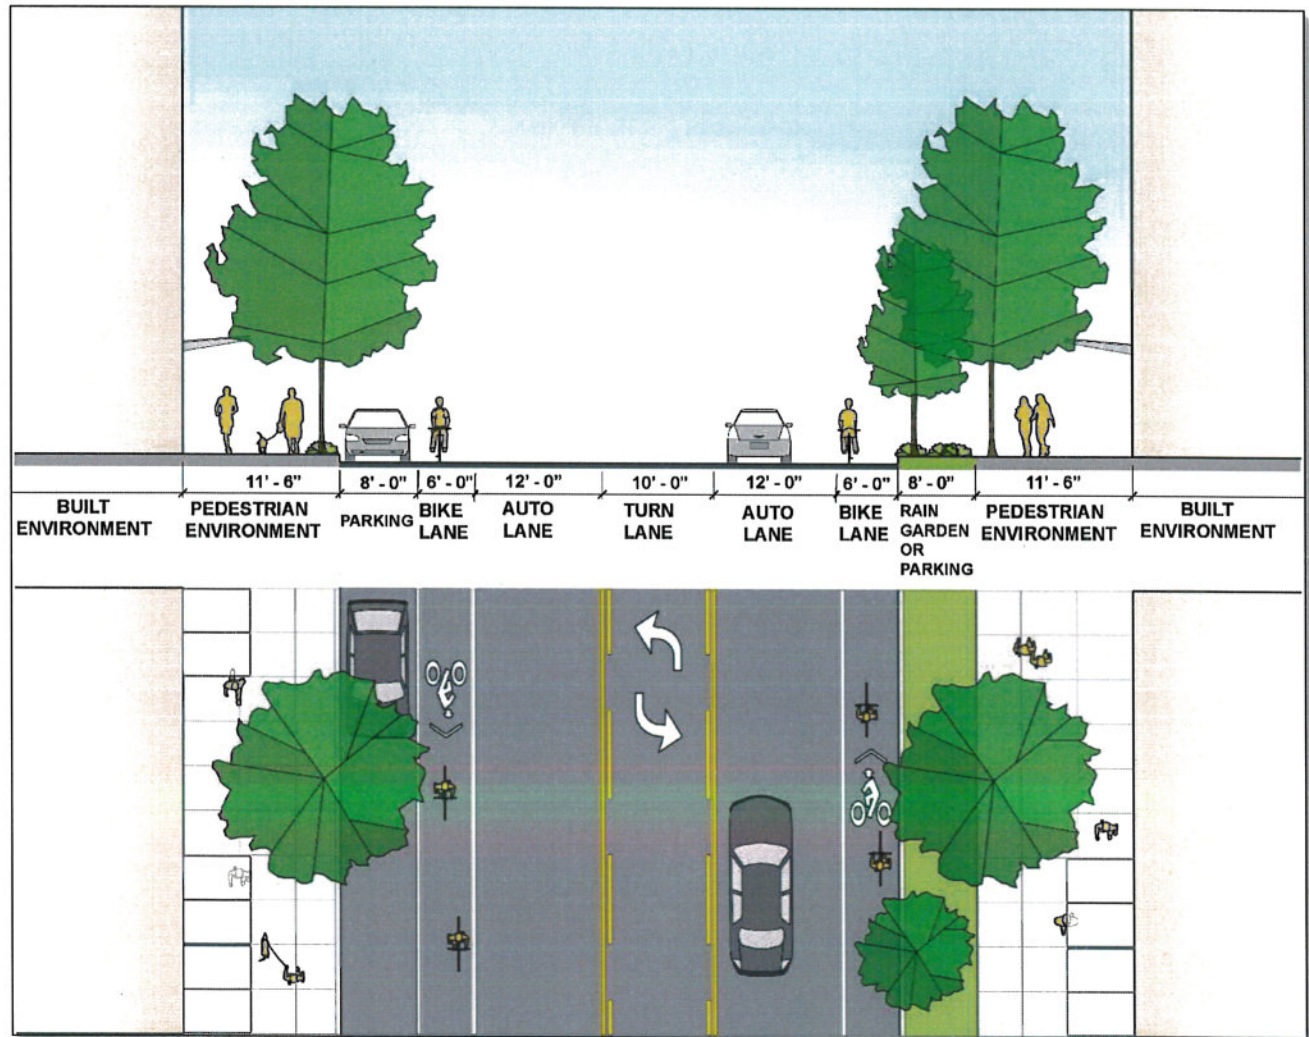 11' - 6" 8' - 0" 6' - 0" 12' - 0" 10' - 0" 12' - 0" 6' - 0" 8' - 0" 11' - 6"
BUILT
ENVIRONMENT
PEDESTRIAN
ENVIRONMENT
PARKING
BIKE
LANE
AUTO
LANE
TURN
LANE
AUTO
LANE
BIKE
LANE
RAIN
GARDEN
OR
PARKING
PEDESTRIAN
ENVIRONMENT
BUILT
ENVIRONMENT